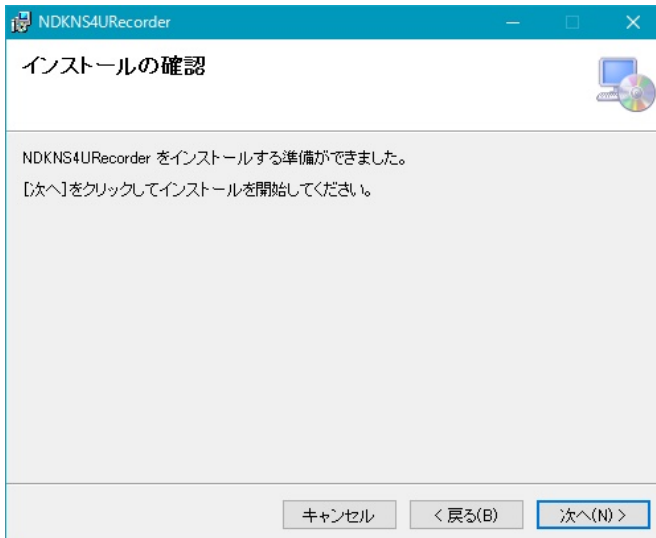 NDKNS4URecorder
インストールの確認
NDKNS4URecorder をインストールする準備ができました。
[次へ]をクリックしてインストールを開始してください。
キャンセル
< 戻る(B)
次へ(N) >